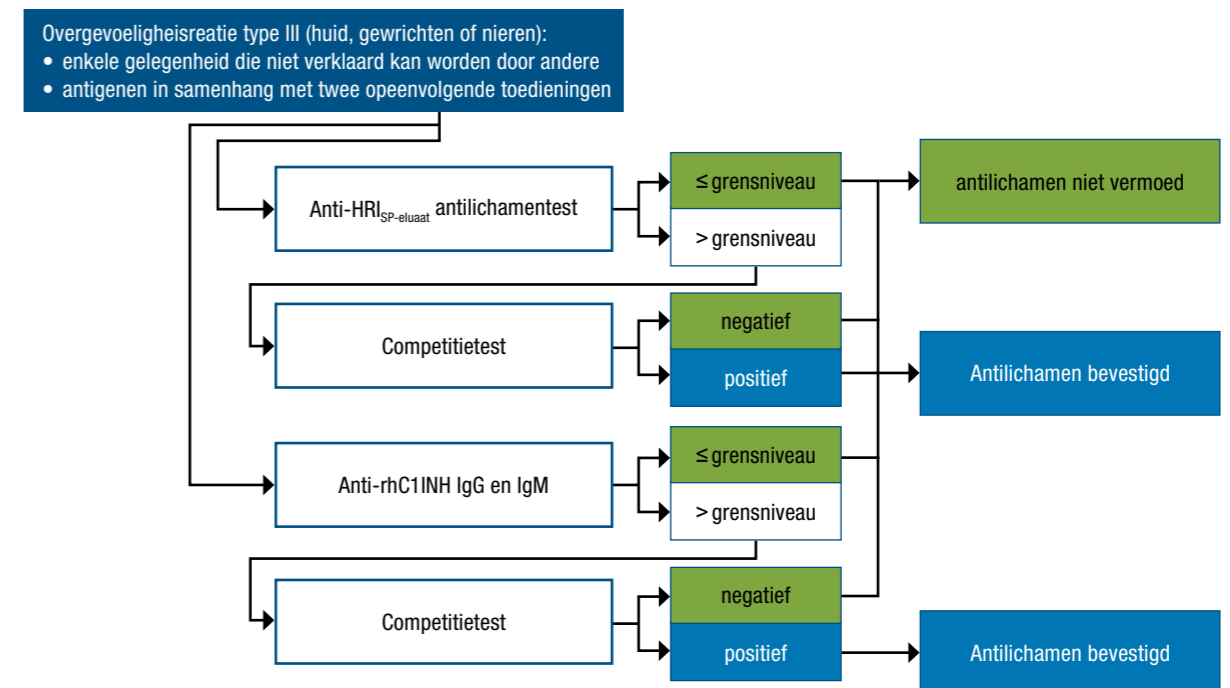 Overgevoeligheisreatie type III (huid, gewrichten of nieren):
• enkele gelegenheid die niet verklaard kan worden door andere
• antigenen in samenhang met twee opeenvolgende toedieningen
Anti-HRI SP-eluaat antilichamentest
≤ grensniveau
> grensniveau
antilichamen niet vermoed
Competitietest
negatief
positief
Antilichamen bevestigd
Anti-rhC1INH IgG en IgM
≤ grensniveau
> grensniveau
Competitietest
negatief
positief
Antilichamen bevestigd